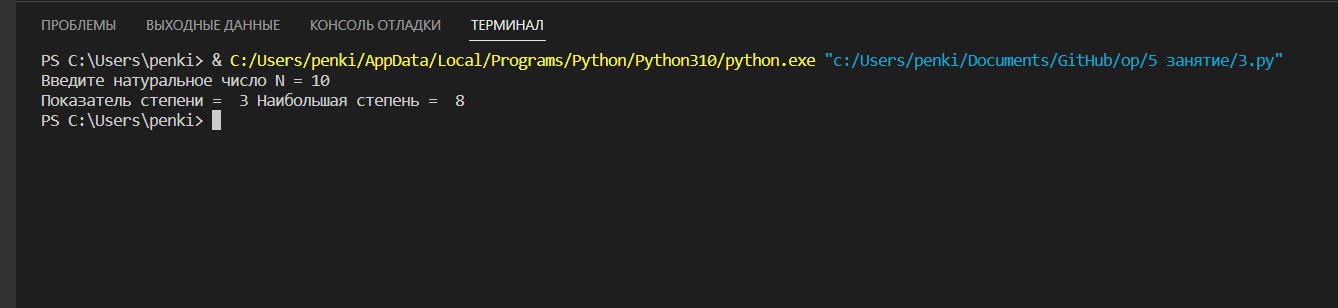 ПРОБЛЕМЫ ВЫХОДНЫЕ ДАННЫЕ КОНСОЛЬ ОТЛАДКИ ТЕРМИНАЛ
PS C:\Users\penki> & C:/Users/penki/AppData/Local/Programs/Python/Python310/python.exe "c:/Users/penki/Documents/GitHub/op/5 занятие/3.py"
Введите натуральное число N = 10
Показатель степени =  3 Наибольшая степень =  8
PS C:\Users\penki>